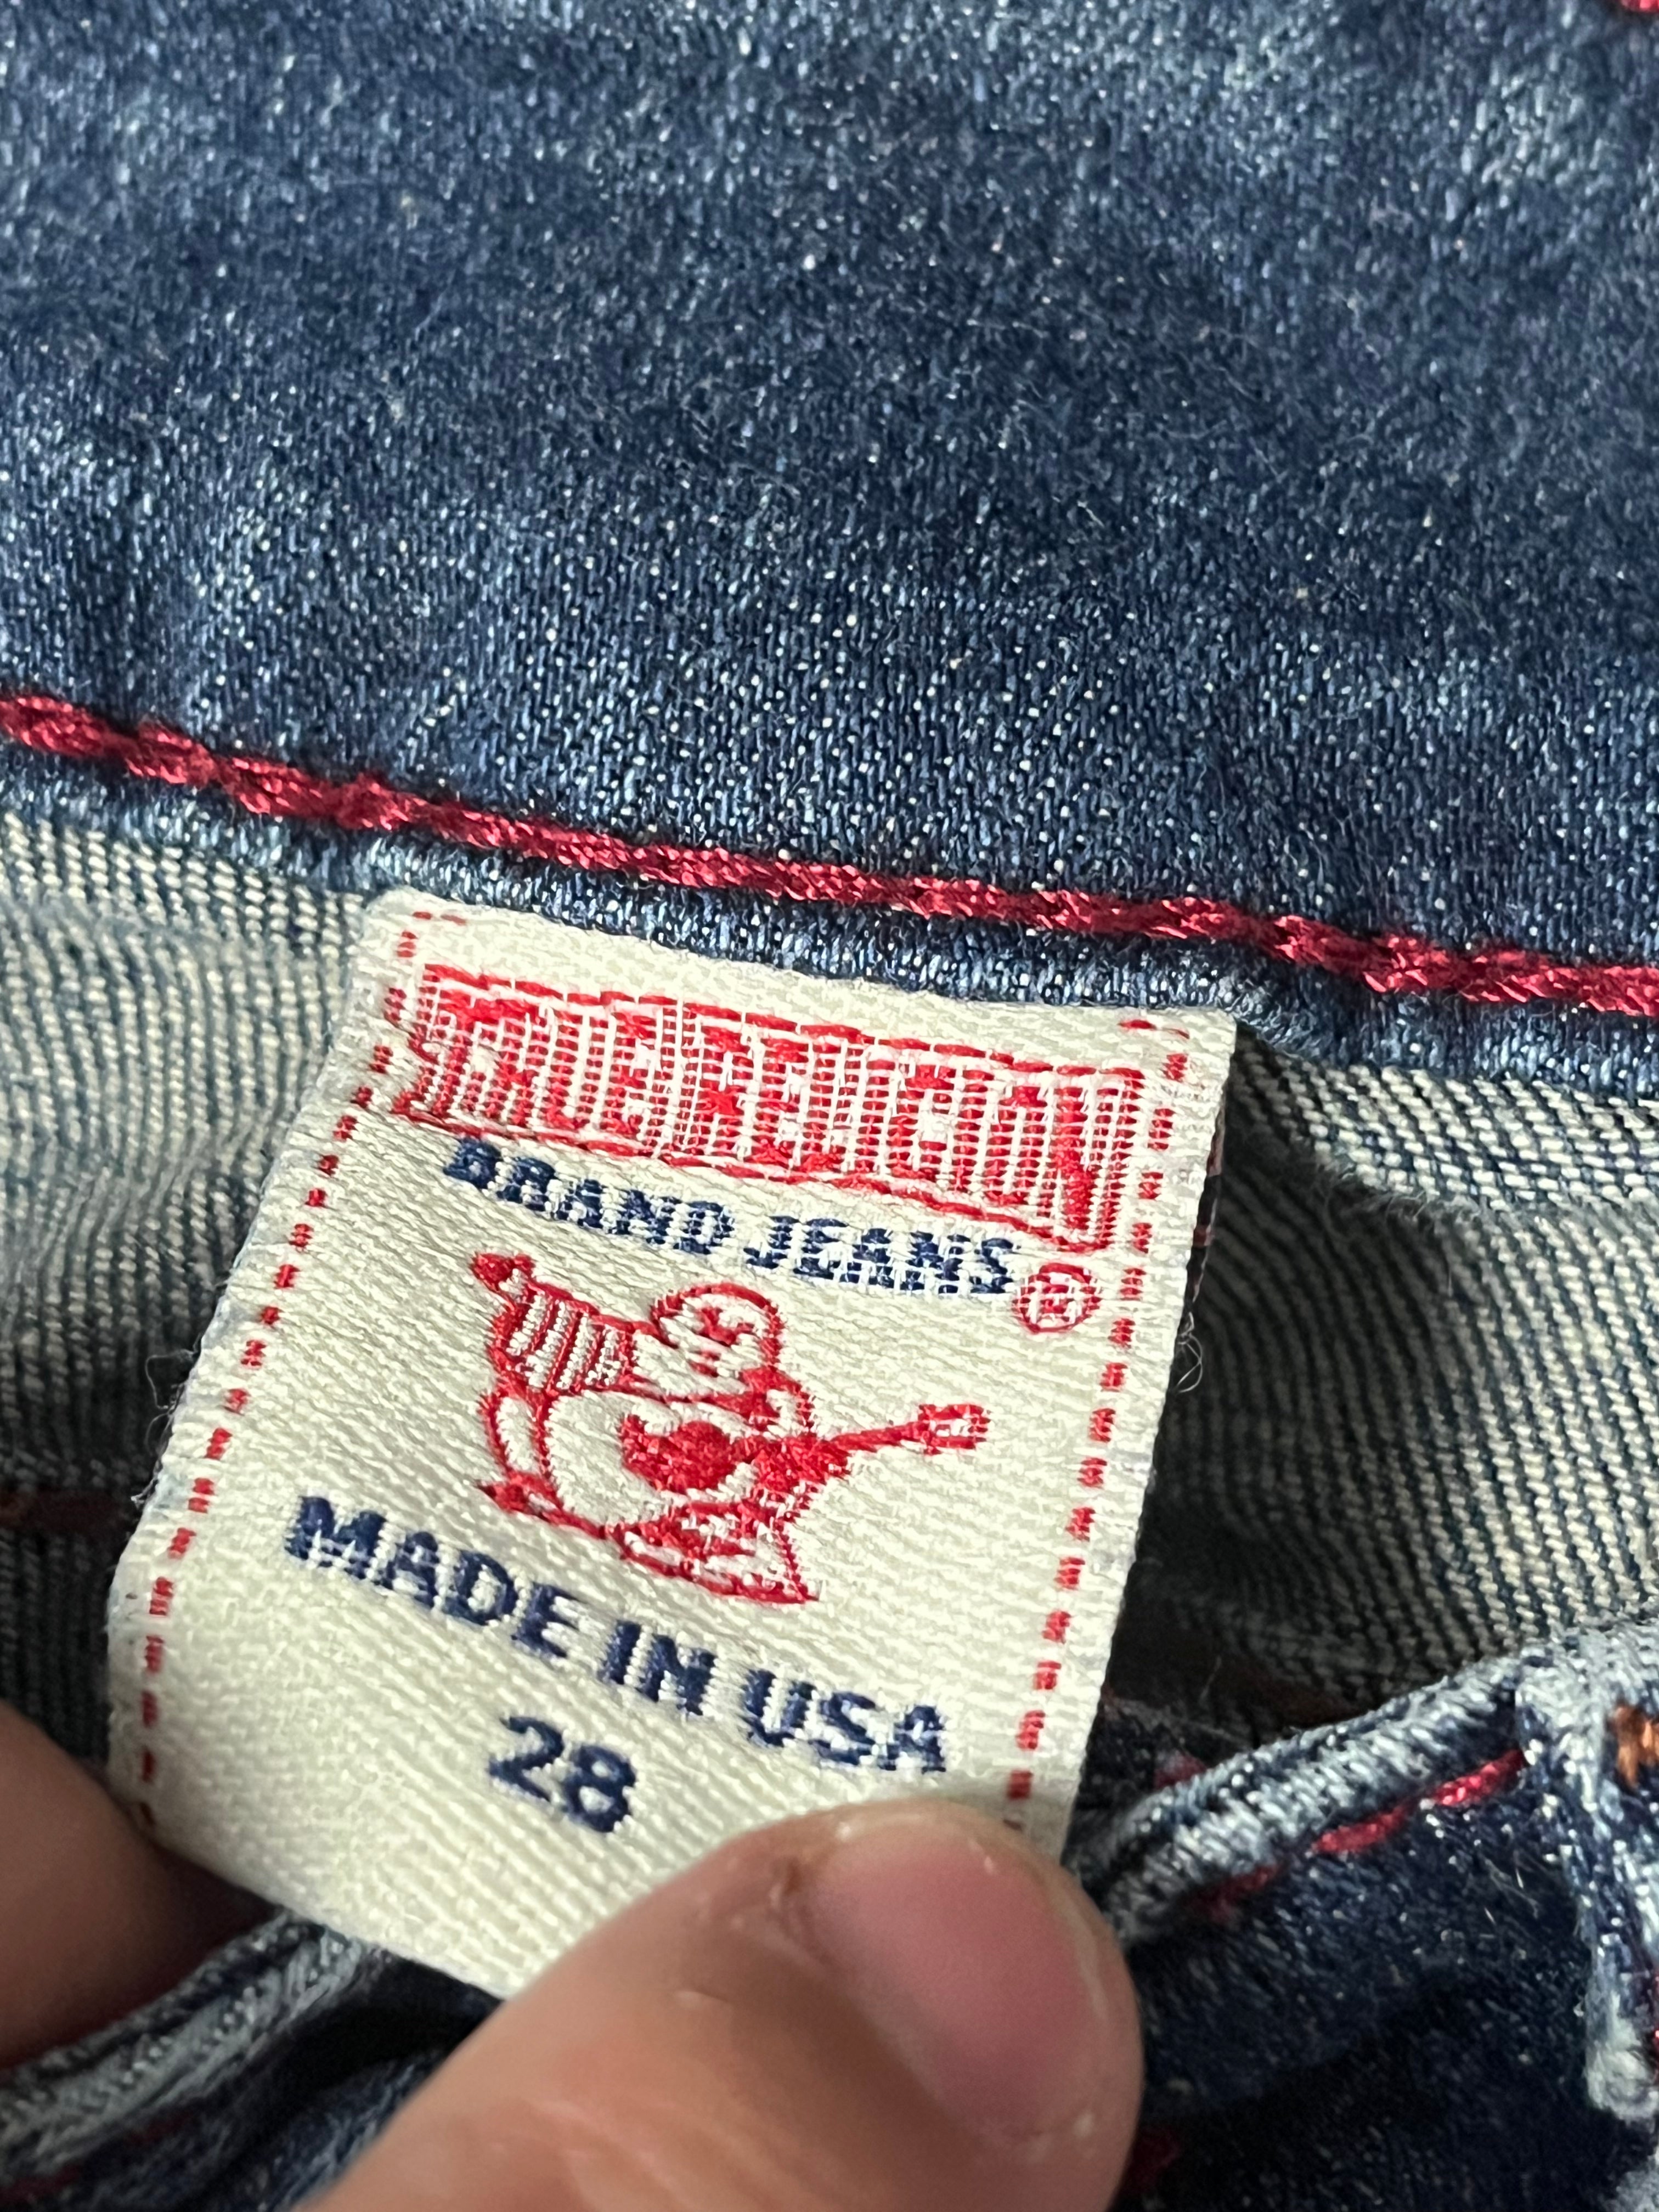 TRUE RELIGION
BRAND JEANS®
MADE IN USA
28